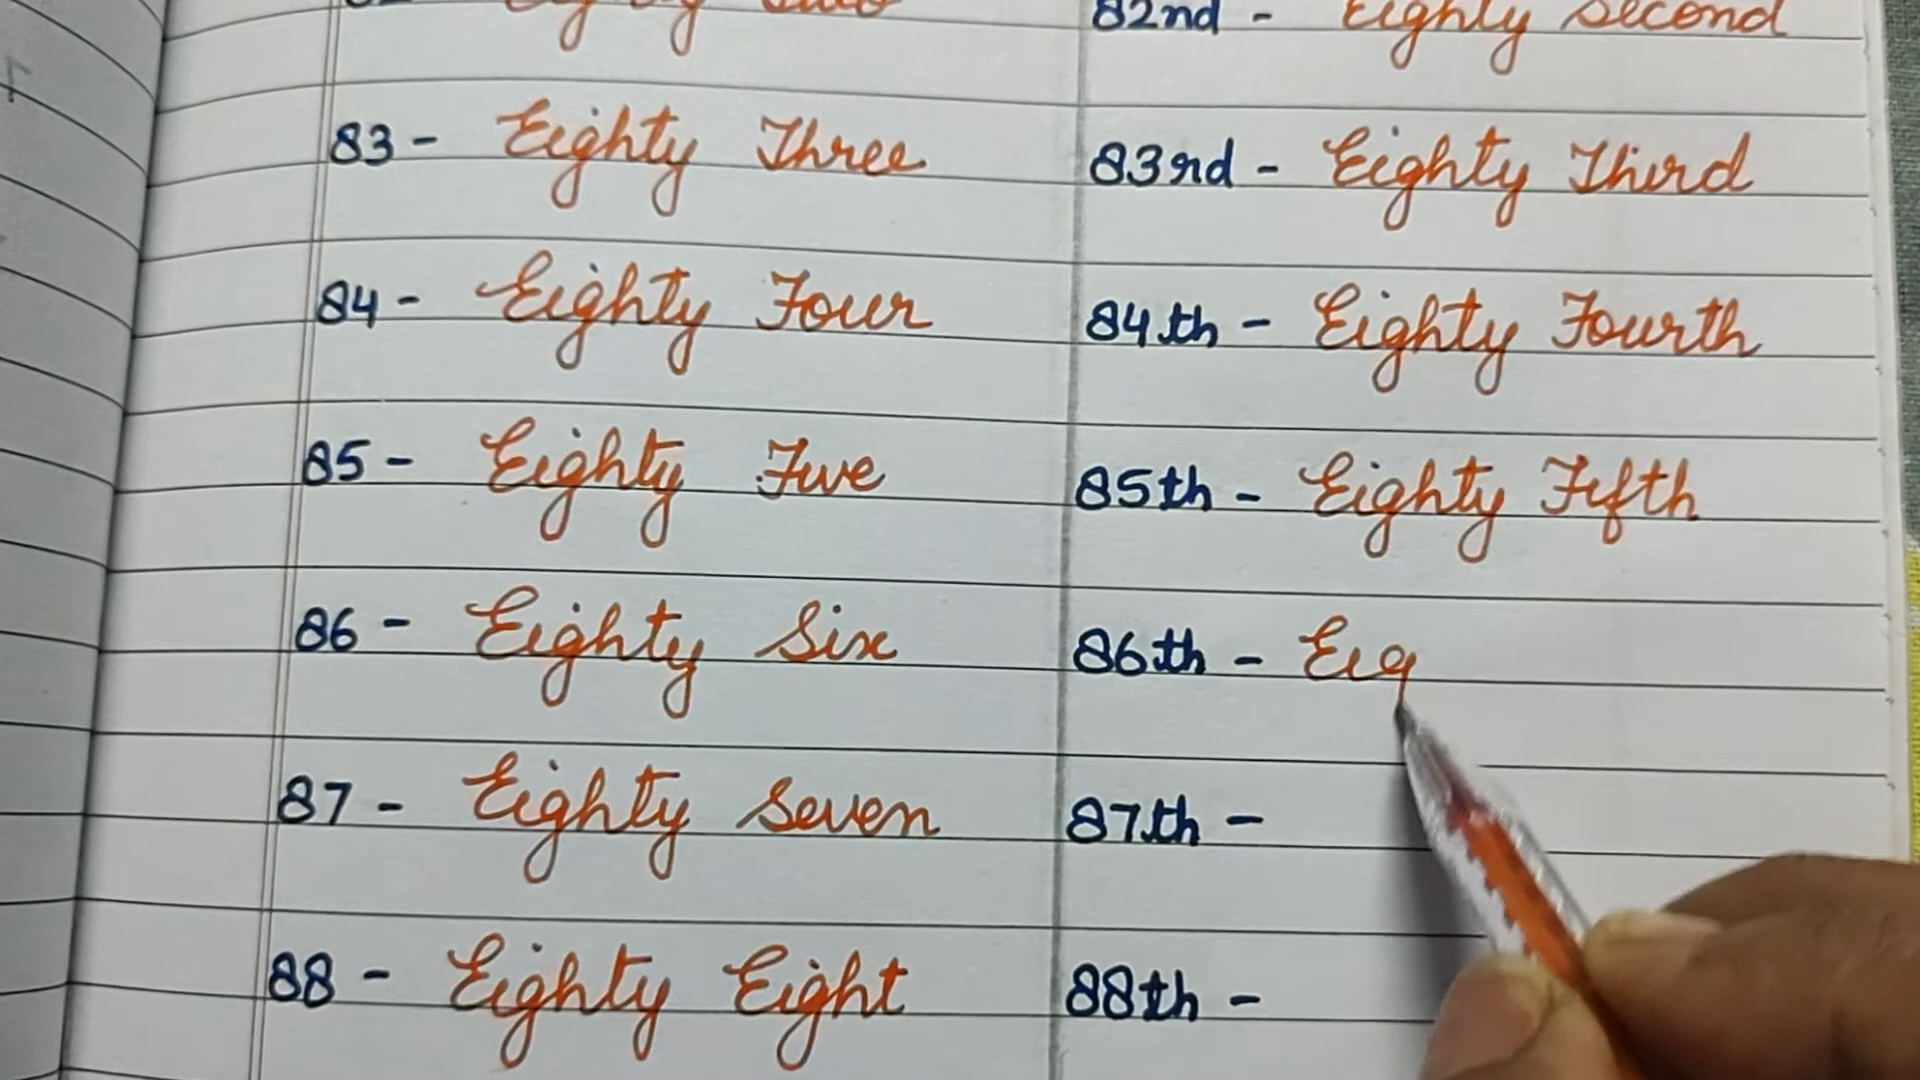 Eighty 82nd - Eighty Second
83 - Eighty Three 83rd - Eighty Third
84 - Eighty Four 84th - Eighty Fourth
85 - Eighty Five 85th - Eighty Fifth
86 - Eighty Six 86th - Eig
87 - Eighty Seven 87th -
88 - Eighty Eight 88th -